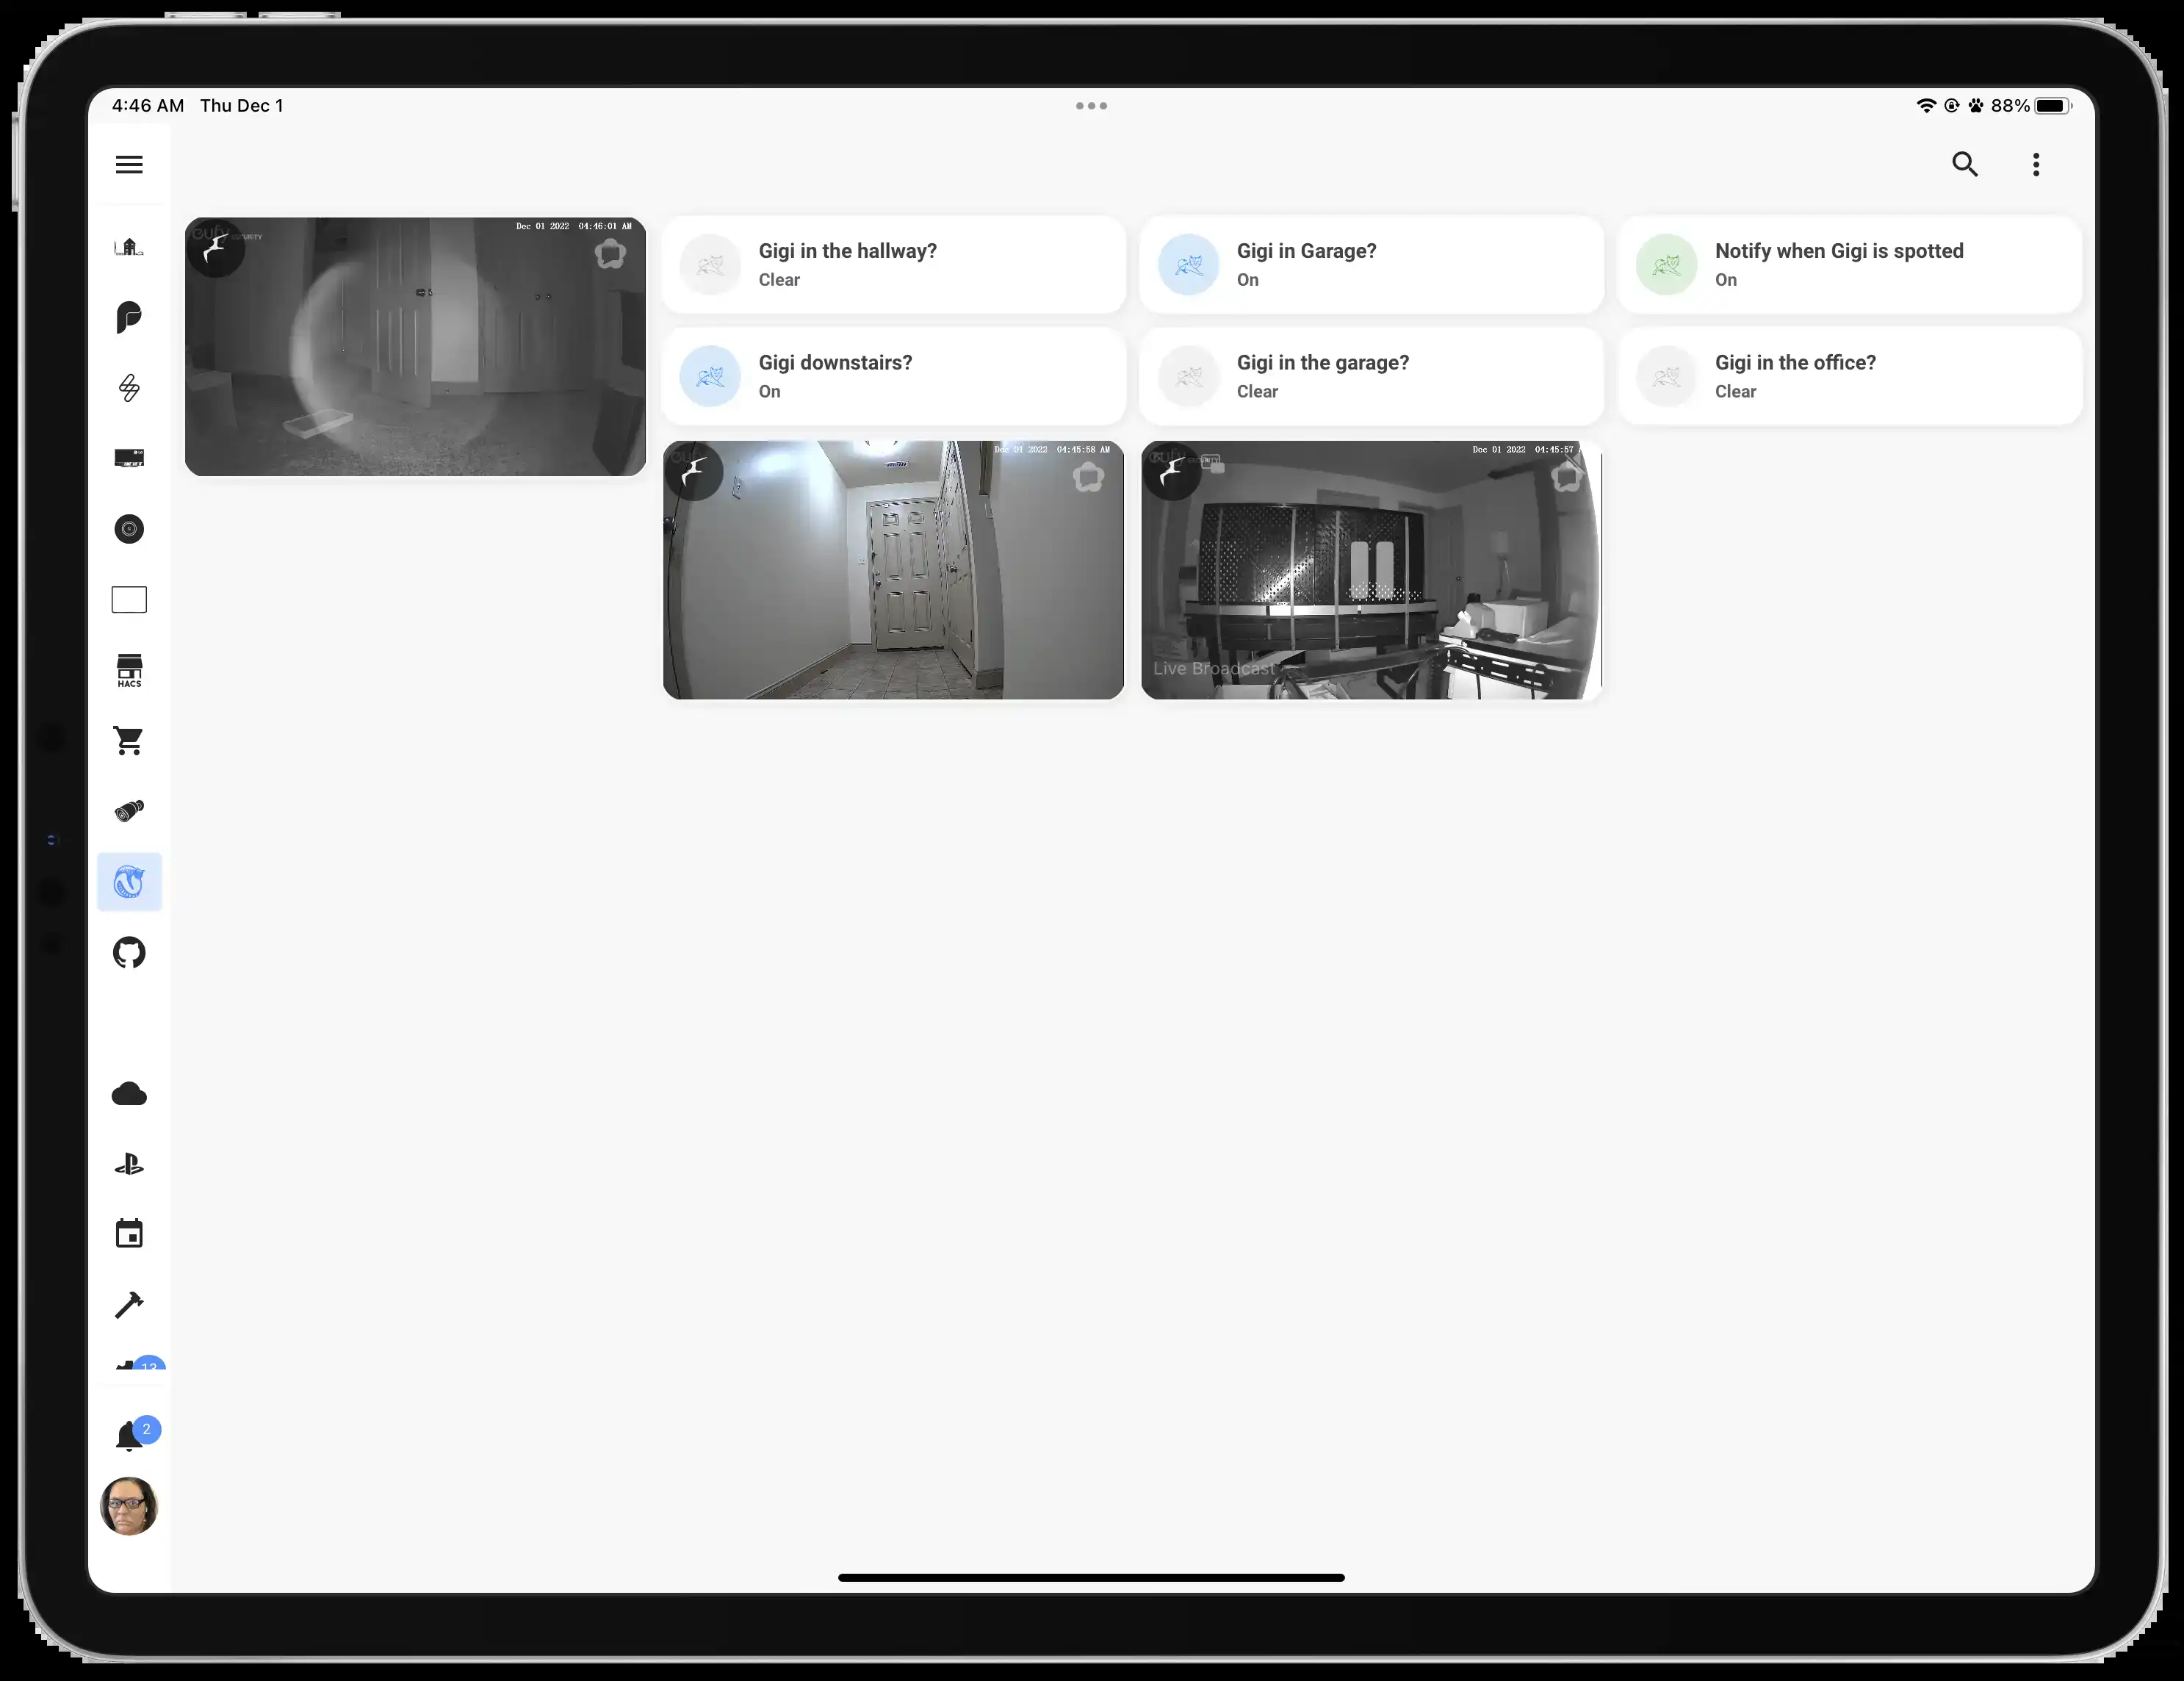 4:46 AM Thu Dec 1
88%
eufy SECURITY
Dec 01 2022 04:46:01 AM
Gigi in the hallway?
Clear
Gigi in Garage?
On
Notify when Gigi is spotted
On
Gigi downstairs?
On
Gigi in the garage?
Clear
Gigi in the office?
Clear
Dec 01 2022 04:45:58 AM
Dec 01 2022 04:45:57
Live Broadcast
HACS
13
2